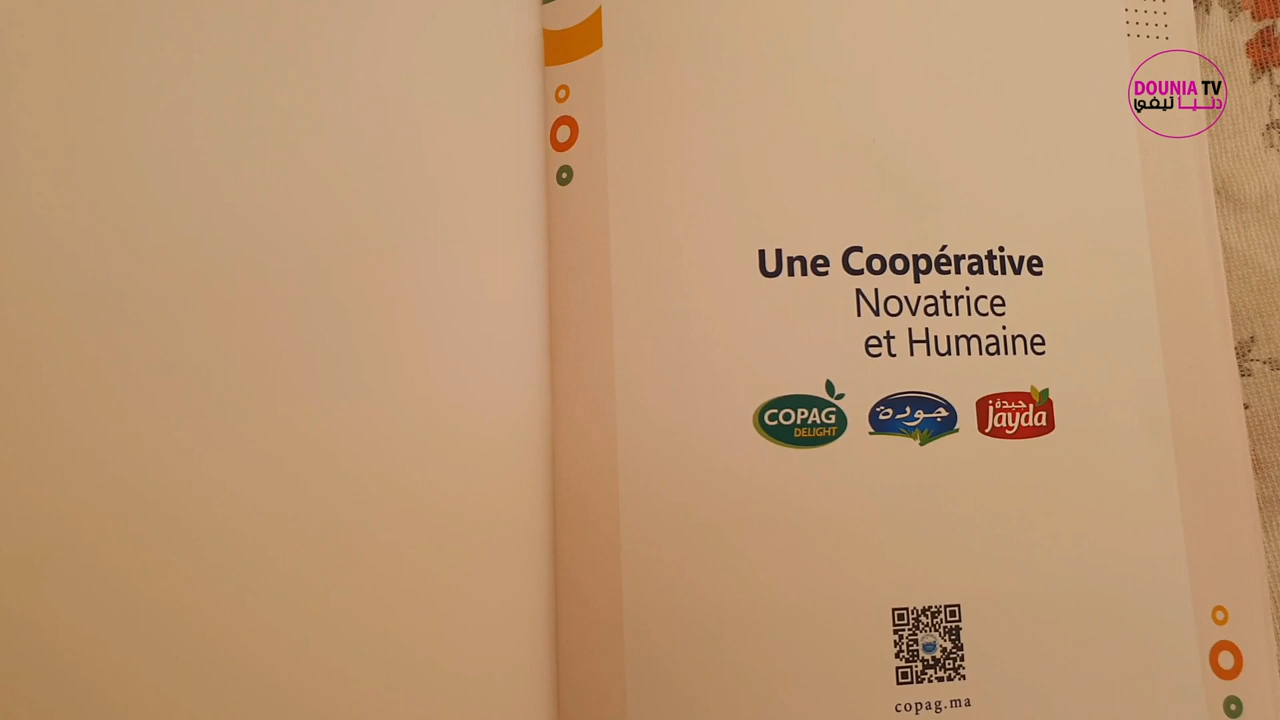 DOUNIA TV
دنيا تيفي
Une Coopérative
Novatrice
et Humaine
COPAG
DELIGHT
جودة
جيدة
jayda
copag.ma